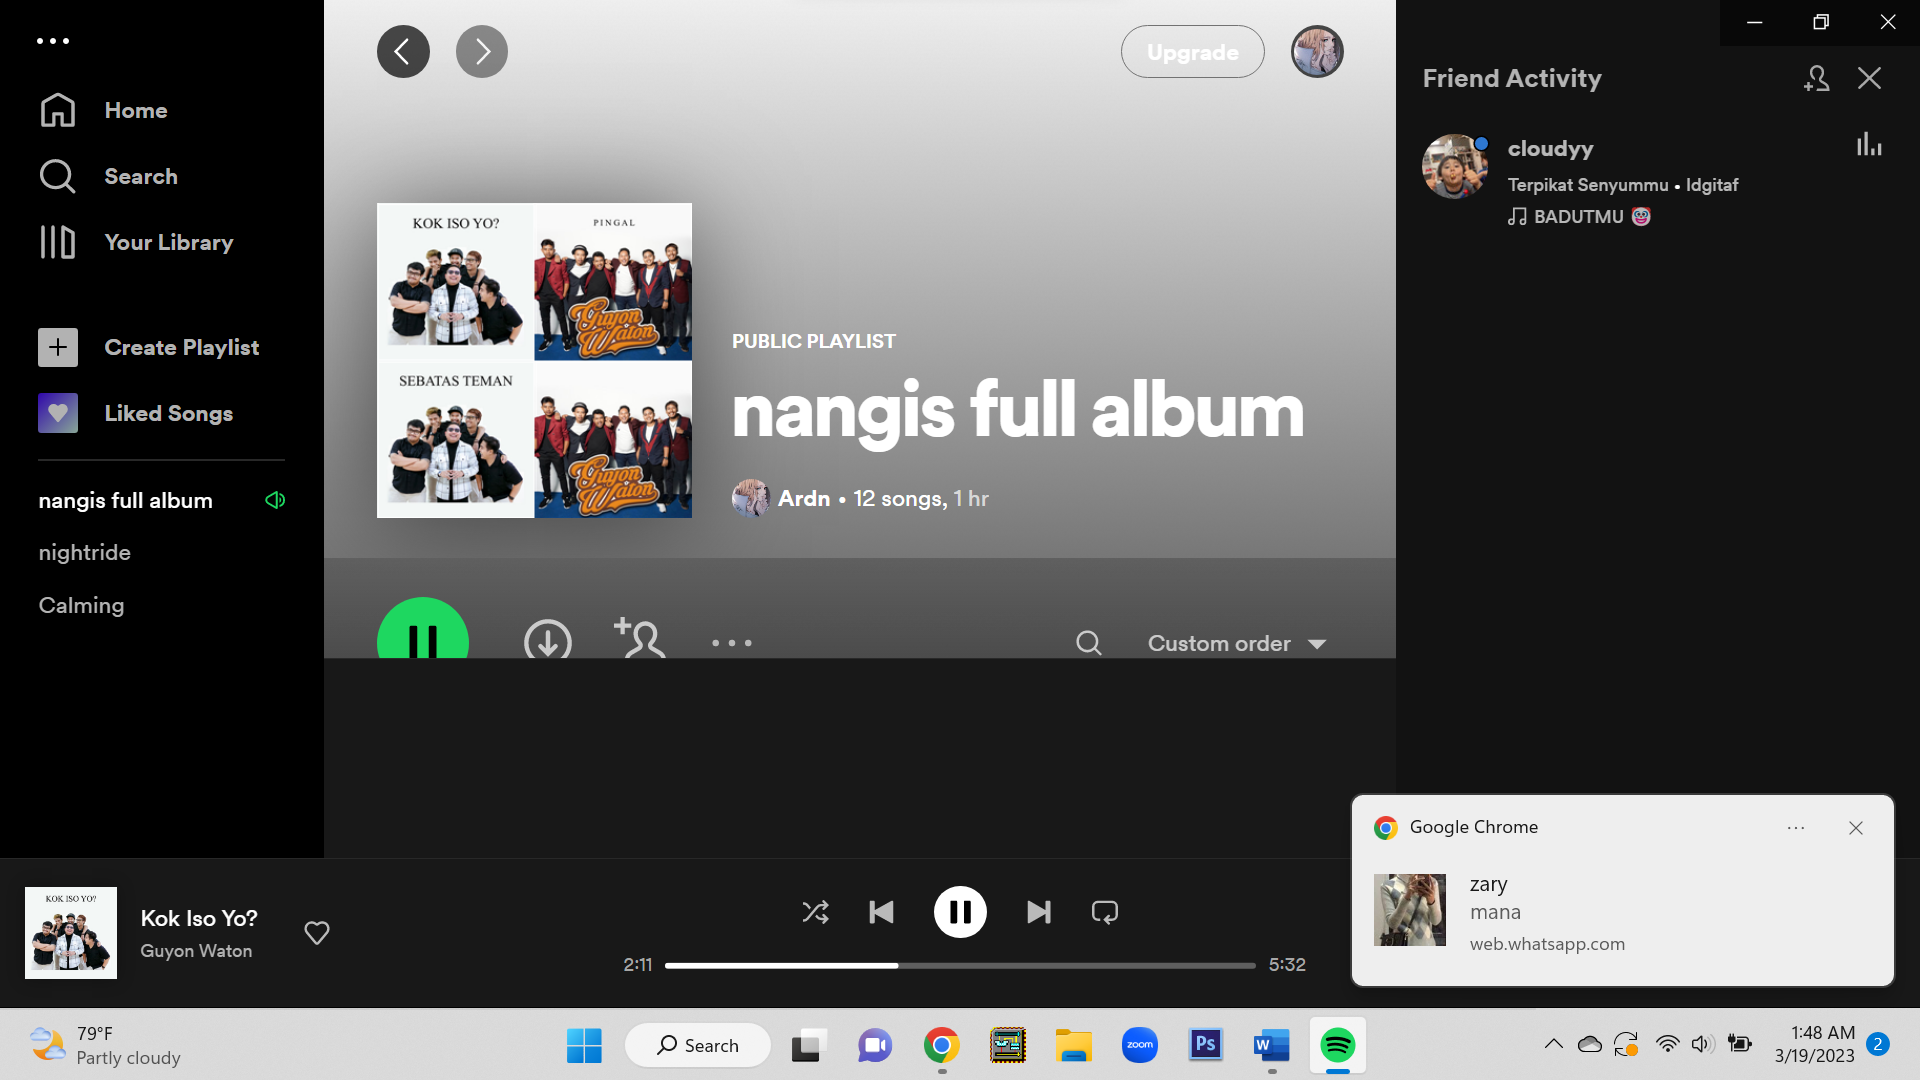 Home
Search
Your Library
Create Playlist
Liked Songs
nangis full album
nightride
Calming
Upgrade
KOK ISO YO?
PINGAL
Guyon Waton
SEBATAS TEMAN
Guyon Waton
PUBLIC PLAYLIST
nangis full album
Ardn • 12 songs, 1 hr
Custom order
Friend Activity
cloudyy
Terpikat Senyummu • Idgitaf
BADUTMU 🤡
Google Chrome
zary
mana
web.whatsapp.com
KOK ISO YO?
Kok Iso Yo?
Guyon Waton
2:11
5:32
79°F
Partly cloudy
Search
zoom
Ps
W
1:48 AM
3/19/2023
2